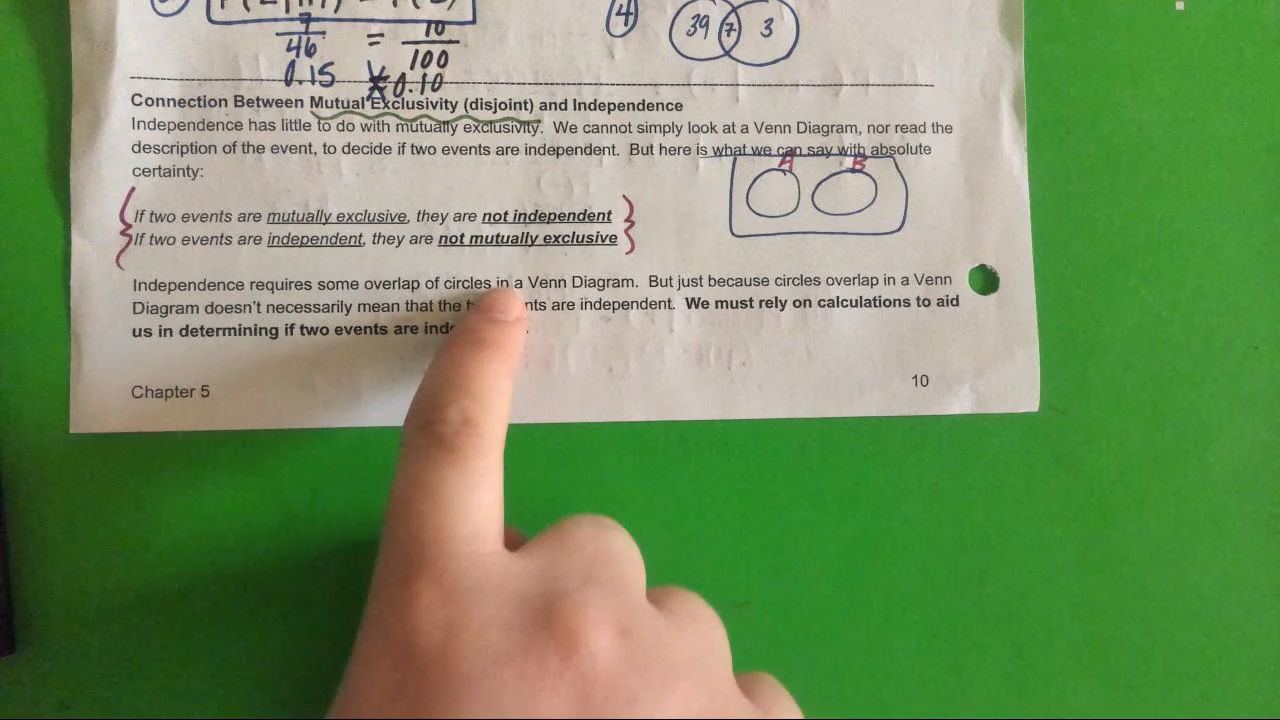 7
46
=
10
100
0.15
0.10
4
39 7 3
Connection Between Mutual Exclusivity (disjoint) and Independence
Independence has little to do with mutually exclusivity. We cannot simply look at a Venn Diagram, nor read the
description of the event, to decide if two events are independent. But here is what we can say with absolute
certainty:
A B
If two events are mutually exclusive, they are not independent
If two events are independent, they are not mutually exclusive
Independence requires some overlap of circles in a Venn Diagram. But just because circles overlap in a Venn
Diagram doesn't necessarily mean that the are independent. We must rely on calculations to aid
us in determining if two events are
Chapter 5
10